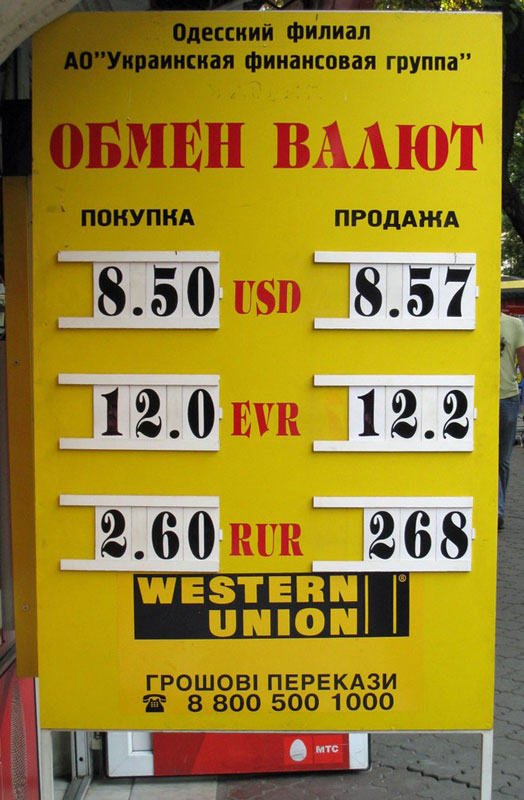 Одесский филиал
АО"Украинская финансовая группа"
ОБМЕН ВАЛЮТ
ПОКУПКА ПРОДАЖА
8.50 USD 8.57
12.0 EVR 12.2
2.60 RUR 268
WESTERN
UNION ®
ГРОШОВІ ПЕРЕКАЗИ
☎ 8 800 500 1000
МТС